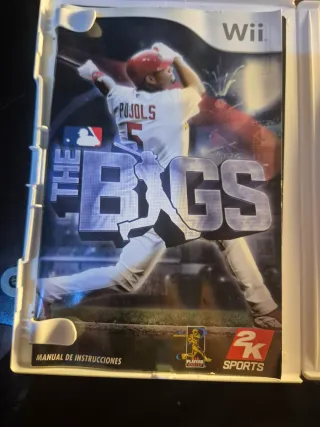 Wii
PUJOLS
5
THE
BIGS
MANUAL DE INSTRUCCIONES
2K
SPORTS